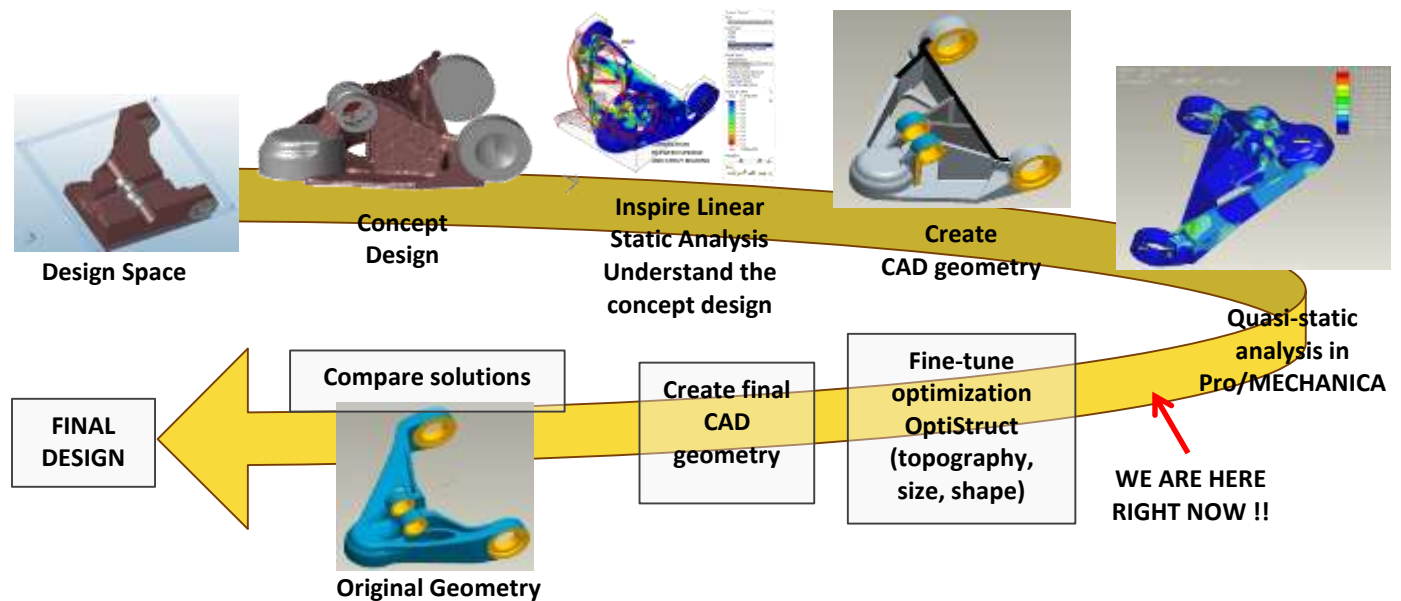 Design Space
Concept
Design
Inspire Linear
Static Analysis
Understand the
concept design
Create
CAD geometry
Quasi-static
analysis in
Pro/MECHANICA
WE ARE HERE
RIGHT NOW !!
Fine-tune
optimization
OptiStruct
(topography,
size, shape)
Create final
CAD
geometry
Compare solutions
Original Geometry
FINAL
DESIGN